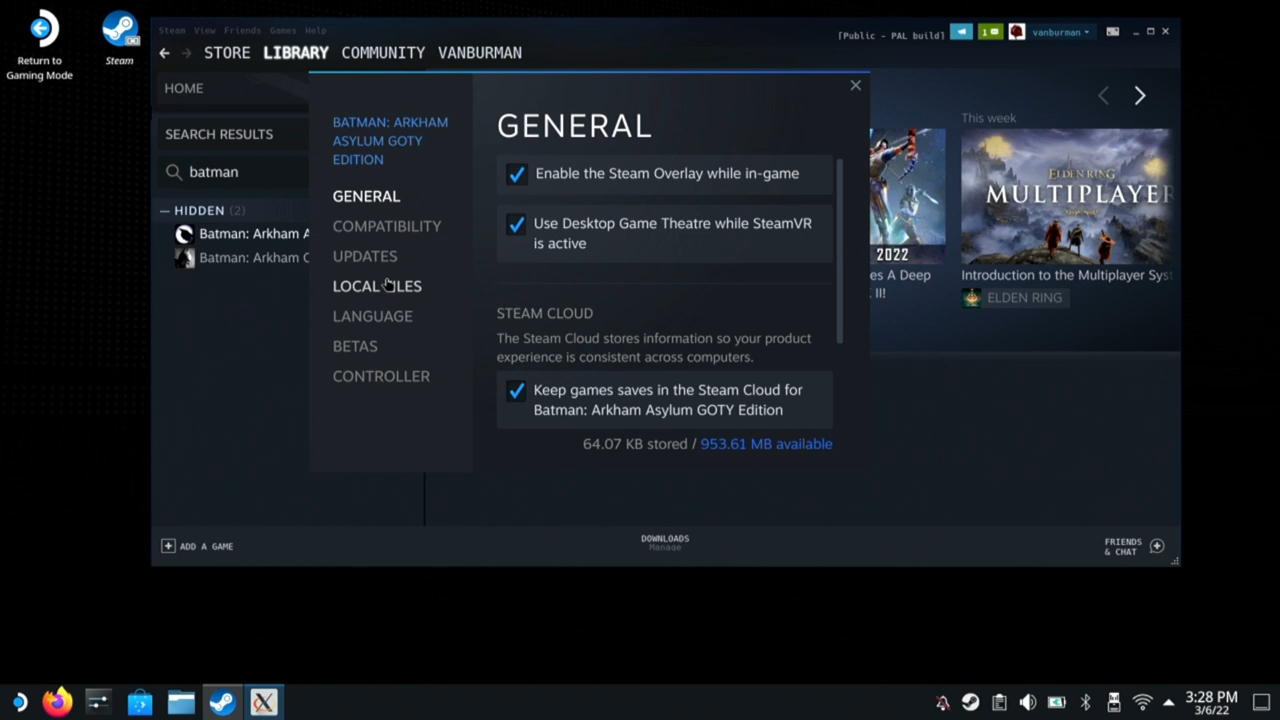 Return to
Gaming Mode
Steam
Steam View Friends Games Help
[Public - PAL build]
1
vanburman
STORE LIBRARY COMMUNITY VANBURMAN
HOME
SEARCH RESULTS
batman
HIDDEN (2)
Batman: Arkham A
Batman: Arkham C
BATMAN: ARKHAM
ASYLUM GOTY
EDITION
GENERAL
COMPATIBILITY
UPDATES
LOCAL FILES
LANGUAGE
BETAS
CONTROLLER
GENERAL
Enable the Steam Overlay while in-game
Use Desktop Game Theatre while SteamVR
is active
STEAM CLOUD
The Steam Cloud stores information so your product
experience is consistent across computers.
Keep games saves in the Steam Cloud for
Batman: Arkham Asylum GOTY Edition
64.07 KB stored / 953.61 MB available
This week
2022
ELDEN RING
MULTIPLAYER
es A Deep
II!
Introduction to the Multiplayer Syst
ELDEN RING
ADD A GAME
DOWNLOADS
Manage
FRIENDS
& CHAT
3:28 PM
3/6/22